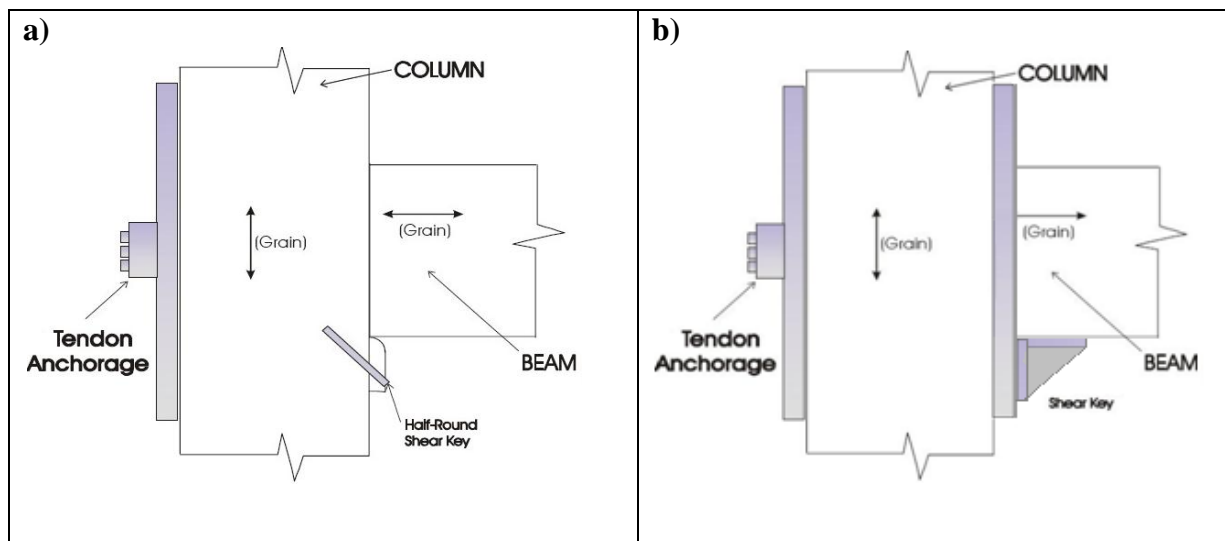 a)
COLUMN
(Grain)
(Grain)
Tendon
Anchorage
BEAM
Half-Round
Shear Key
b)
COLUMN
(Grain)
(Grain)
Tendon
Anchorage
BEAM
Shear Key